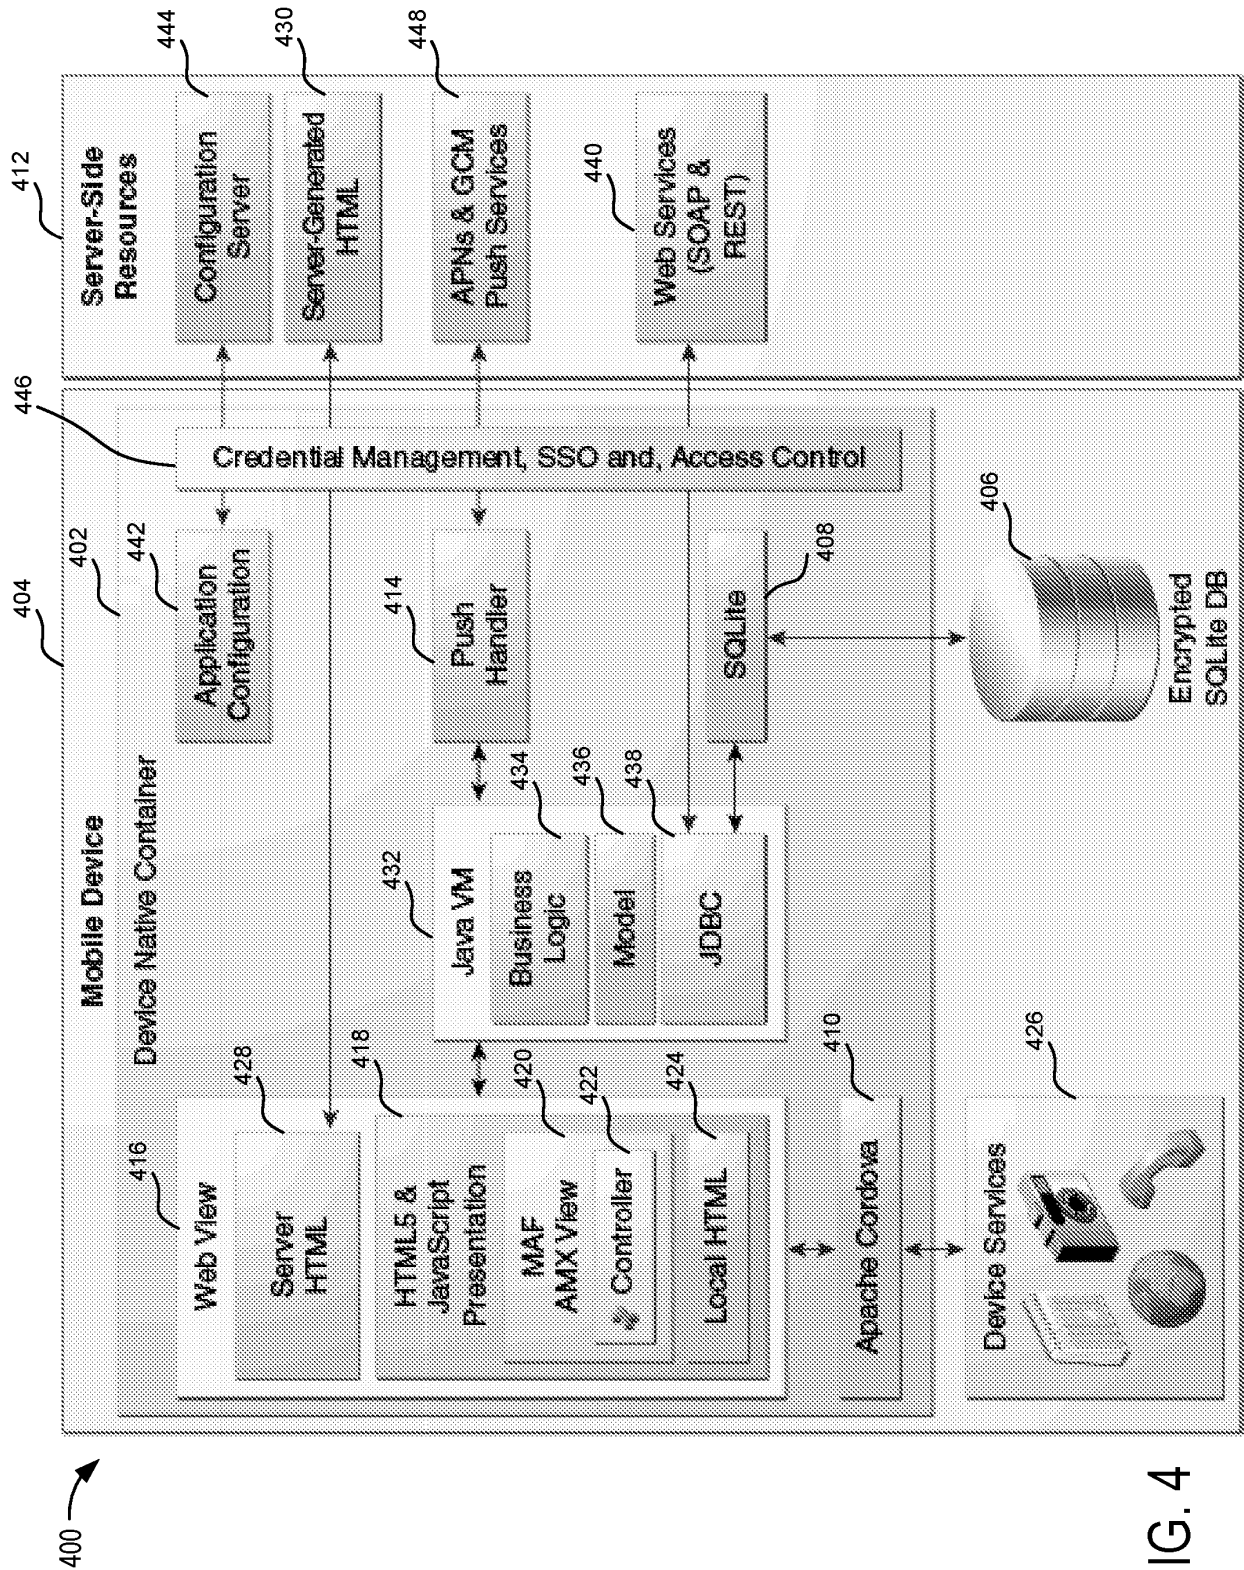 400
404
Mobile Device
402
Device Native Container
416
Web View
428
Server
HTML
418
HTML5 &
JavaScript
Presentation
420
MAF
AMX View
422
Controller
424
Local HTML
410
Apache Cordova
426
Device Services
432
Java VM
434
Business
Logic
436
Model
438
JDBC
442
Application
Configuration
414
Push
Handler
408
SQLite
406
Encrypted
SQLite DB
446
Credential Management, SSO and, Access Control
412
Server-Side
Resources
444
Configuration
Server
430
Server-Generated
HTML
448
APNs & GCM
Push Services
440
Web Services
(SOAP &
REST)
IG. 4